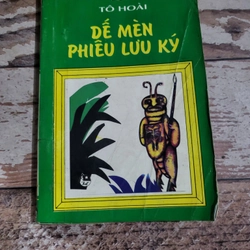 TÔ HOÀI
DẾ MÈN
PHIÊU LƯU KÝ